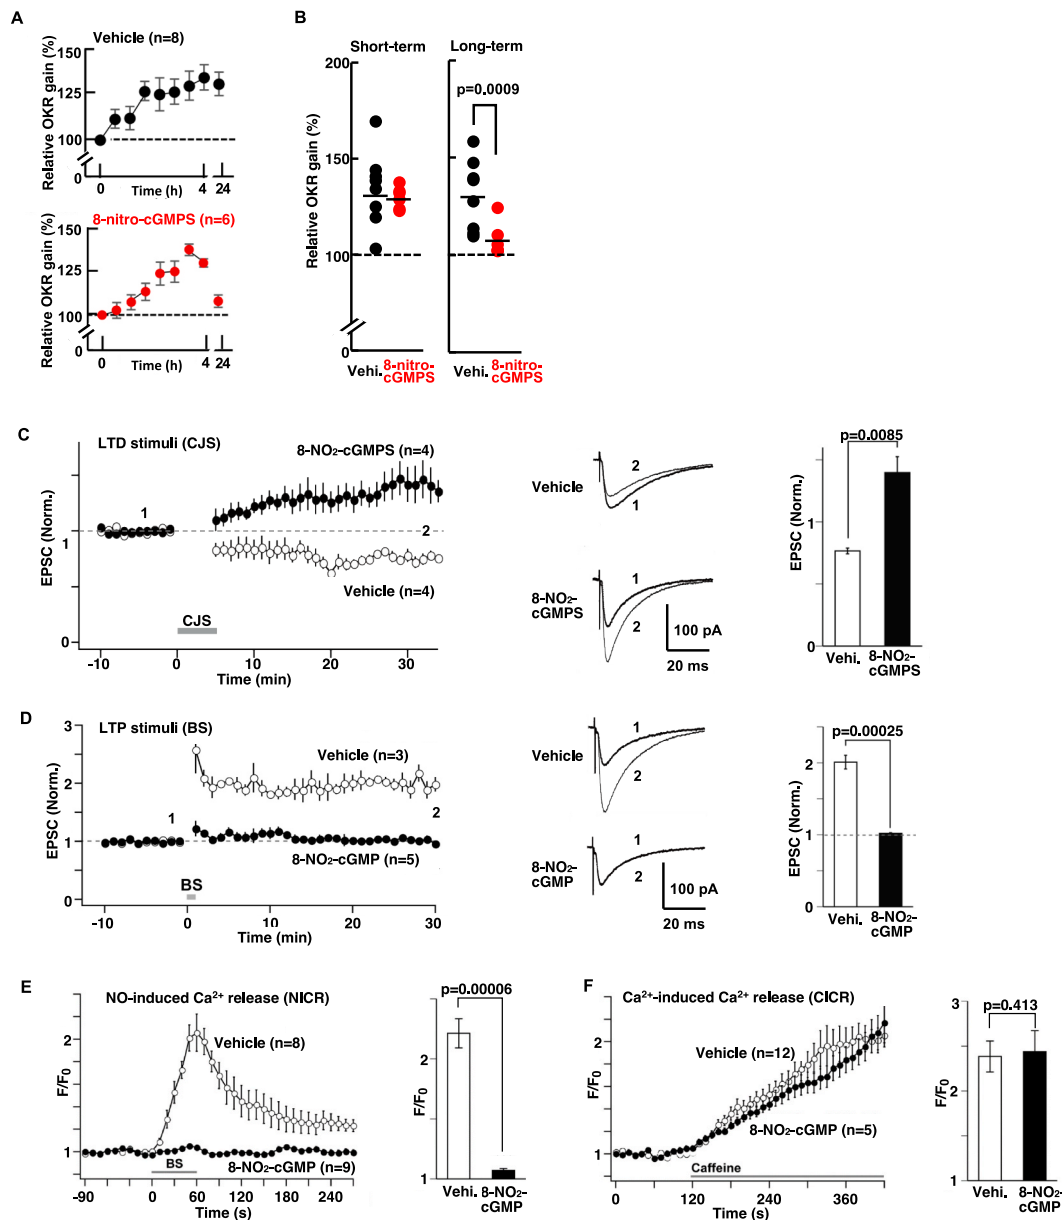 A
Vehicle (n=8)
Relative OKR gain (%)
150
125
100
0
0
Time (h)
4
24
8-nitro-cGMPS (n=6)
Relative OKR gain (%)
150
125
100
0
0
Time (h)
4
24
B
Short-term
Long-term
Relative OKR gain (%)
200
150
100
0
p=0.0009
Vehi.
8-nitro-
cGMPS
Vehi.
8-nitro-
cGMPS
C
LTD stimuli (CJS)
8-NO₂-cGMPS (n=4)
1
2
EPSC (Norm.)
1
0
Vehicle (n=4)
CJS
-10
0
10
20
30
Time (min)
Vehicle
2
1
8-NO₂-
cGMPS
1
2
100 pA
20 ms
p=0.0085
EPSC (Norm.)
1
0
Vehi.
8-NO₂-
cGMPS
D
LTP stimuli (BS)
3
2
1
0
EPSC (Norm.)
Vehicle (n=3)
1
2
8-NO₂-cGMP (n=5)
BS
-10
0
10
20
30
Time (min)
Vehicle
1
2
8-NO₂-
cGMP
1
2
100 pA
20 ms
p=0.00025
EPSC (Norm.)
2
1
0
Vehi.
8-NO₂-
cGMP
E
NO-induced Ca²⁺ release (NICR)
F/F₀
2
1
Vehicle (n=8)
8-NO₂-cGMP (n=9)
BS
-90
-60
0
60
120
180
240
Time (s)
p=0.00006
F/F₀
2
1
Vehi.
8-NO₂-
cGMP
F
Ca²⁺-induced Ca²⁺ release (CICR)
F/F₀
2
1
Vehicle (n=12)
8-NO₂-cGMP (n=5)
Caffeine
0
120
240
360
Time (s)
p=0.413
F/F₀
3
2
1
Vehi.
8-NO₂-
cGMP